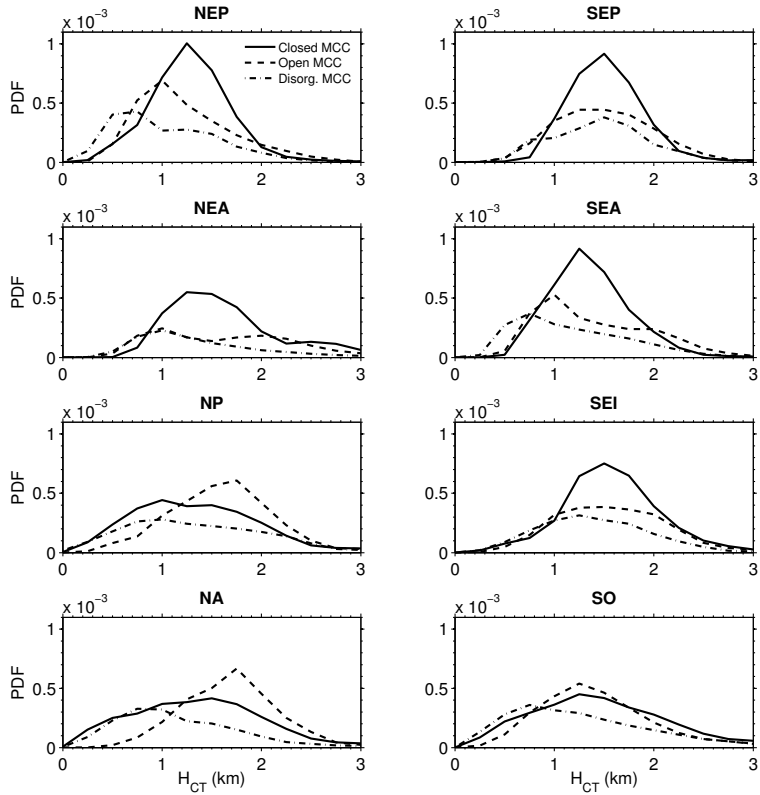 NEP
x 10⁻³
PDF
1
0.5
0
0 1 2 3
Closed MCC
Open MCC
Disorg. MCC
SEP
x 10⁻³
1
0.5
0
0 1 2 3
NEA
x 10⁻³
PDF
1
0.5
0
0 1 2 3
SEA
x 10⁻³
1
0.5
0
0 1 2 3
NP
x 10⁻³
PDF
1
0.5
0
0 1 2 3
SEI
x 10⁻³
1
0.5
0
0 1 2 3
NA
x 10⁻³
PDF
1
0.5
0
0 1 2 3
H_CT (km)
SO
x 10⁻³
1
0.5
0
0 1 2 3
H_CT (km)